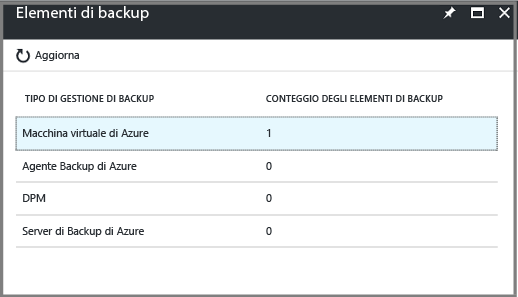 Elementi di backup
Aggiorna
TIPO DI GESTIONE DI BACKUP CONTEGGIO DEGLI ELEMENTI DI BACKUP
Macchina virtuale di Azure 1
Agente Backup di Azure 0
DPM 0
Server di Backup di Azure 0